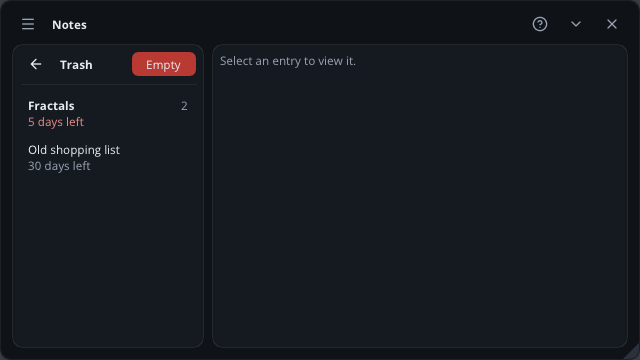 Notes
Trash
Empty
Select an entry to view it.
Fractals 2
5 days left
Old shopping list
30 days left